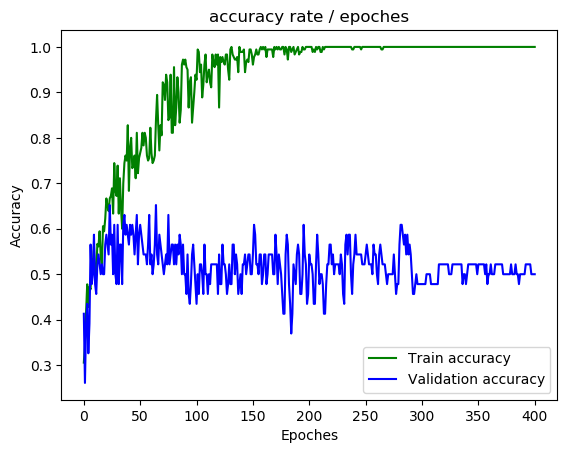 accuracy rate / epoches
Accuracy
1.0
0.9
0.8
0.7
0.6
0.5
0.4
0.3
Train accuracy
Validation accuracy
0 50 100 150 200 250 300 350 400
Epoches